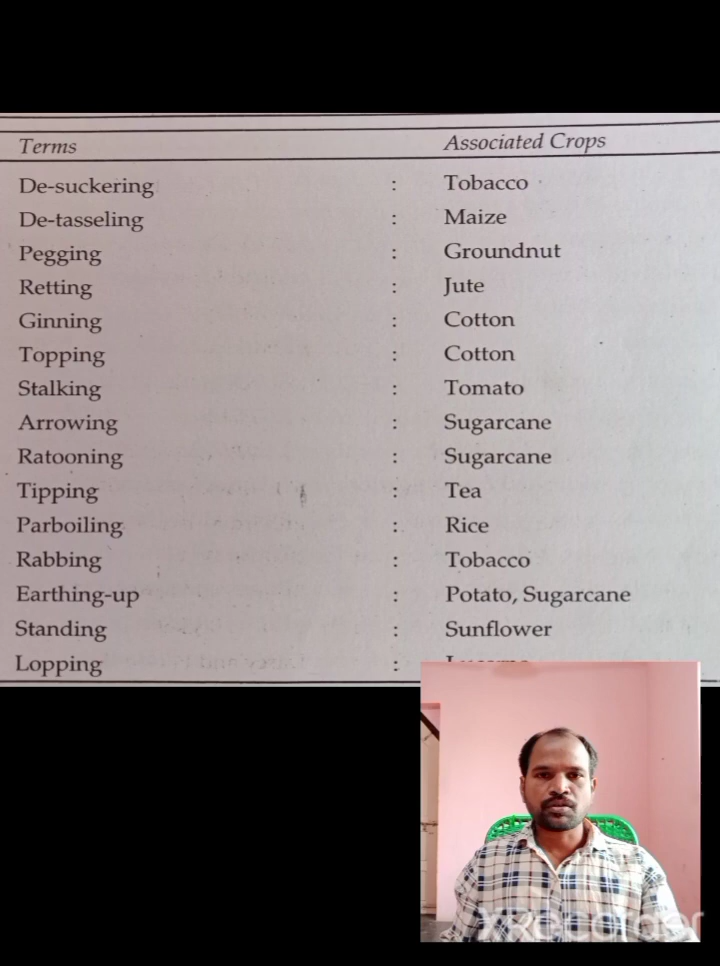 Terms Associated Crops
De-suckering : Tobacco
De-tasseling : Maize
Pegging : Groundnut
Retting : Jute
Ginning : Cotton
Topping : Cotton
Stalking : Tomato
Arrowing : Sugarcane
Ratooning : Sugarcane
Tipping : Tea
Parboiling : Rice
Rabbing : Tobacco
Earthing-up : Potato, Sugarcane
Standing : Sunflower
Lopping :
XRecorder